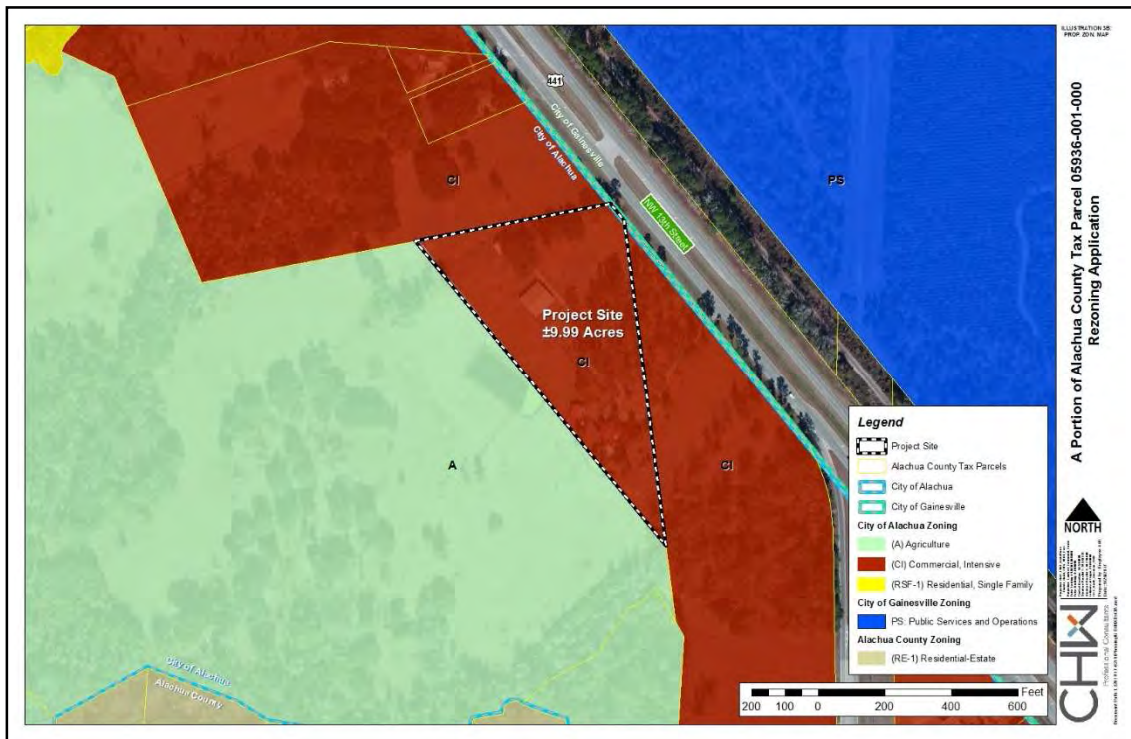 ILLUSTRATION 3B:
PROP. ZON. MAP
A Portion of Alachua County Tax Parcel 05936-001-000
Rezoning Application
441
City of Gainesville
City of Alachua
CI
PS
NW 13th Street
Project Site
±9.99 Acres
CI
A
CI
City of Alachua
Alachua County
Legend
Project Site
Alachua County Tax Parcels
City of Alachua
City of Gainesville
City of Alachua Zoning
(A) Agriculture
(CI) Commercial, Intensive
(RSF-1) Residential, Single Family
City of Gainesville Zoning
PS: Public Services and Operations
Alachua County Zoning
(RE-1) Residential-Estate
200 100 0 200 400 600 Feet
NORTH
CHW
Professional Consultants